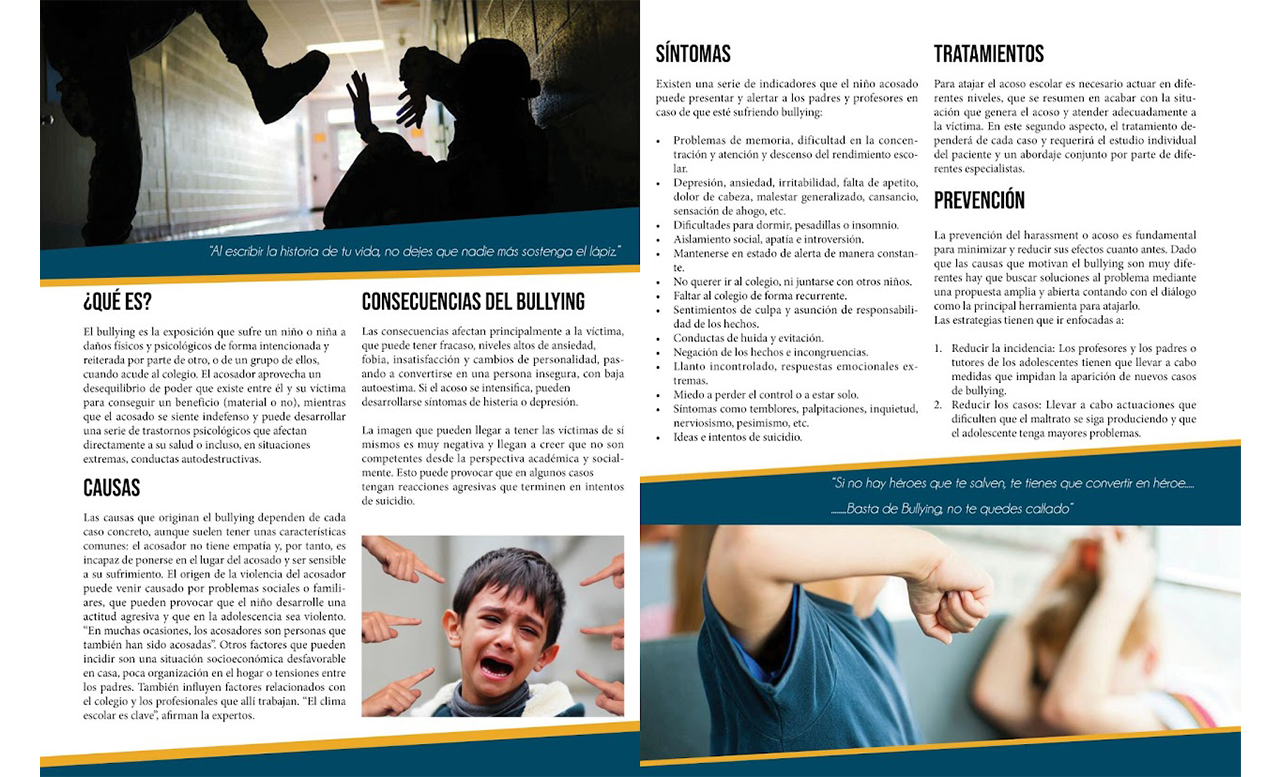 "Al escribir la historia de tu vida, no dejes que nadie más sostenga el lápiz."
¿QUÉ ES?
El bullying es la exposición que sufre un niño o niña a
daños físicos y psicológicos de forma intencionada y
reiterada por parte de otro, o de un grupo de ellos,
cuando acude al colegio. El acosador aprovecha un
desequilibrio de poder que existe entre él y su víctima
para conseguir un beneficio (material o no), mientras
que el acosado se siente indefenso y puede desarrollar
una serie de trastornos psicológicos que afectan
directamente a su salud o incluso, en situaciones
extremas, conductas autodestructivas.
CAUSAS
Las causas que originan el bullying dependen de cada
caso concreto, aunque suelen tener unas características
comunes: el acosador no tiene empatía y, por tanto, es
incapaz de ponerse en el lugar del acosado y ser sensible
a su sufrimiento. El origen de la violencia del acosador
puede venir causado por problemas sociales o famili-
ares, que pueden provocar que el niño desarrolle una
actitud agresiva y que en la adolescencia sea violento.
"En muchas ocasiones, los acosadores son personas que
también han sido acosadas". Otros factores que pueden
incidir son una situación socioeconómica desfavorable
en casa, poca organización en el hogar o tensiones entre
los padres. También influyen factores relacionados con
el colegio y los profesionales que allí trabajan. "El clima
escolar es clave", afirman la expertos.
CONSECUENCIAS DEL BULLYING
Las consecuencias afectan principalmente a la víctima,
que puede tener fracaso, niveles altos de ansiedad,
fobia, insatisfacción y cambios de personalidad, pas-
ando a convertirse en una persona insegura, con baja
autoestima. Si el acoso se intensifica, pueden
desarrollarse síntomas de histeria o depresión.
La imagen que pueden llegar a tener las víctimas de sí
mismos es muy negativa y llegan a creer que no son
competentes desde la perspectiva académica y social-
mente. Esto puede provocar que en algunos casos
tengan reacciones agresivas que terminen en intentos
de suicidio.
SÍNTOMAS
Existen una serie de indicadores que el niño acosado
puede presentar y alertar a los padres y profesores en
caso de que esté sufriendo bullying:
• Problemas de memoria, dificultad en la concen-
tración y atención y descenso del rendimiento esco-
lar.
• Depresión, ansiedad, irritabilidad, falta de apetito,
dolor de cabeza, malestar generalizado, cansancio,
sensación de ahogo, etc.
• Dificultades para dormir, pesadillas o insomnio.
• Aislamiento social, apatía e introversión.
• Mantenerse en estado de alerta de manera constan-
te.
• No querer ir al colegio, ni juntarse con otros niños.
• Faltar al colegio de forma recurrente.
• Sentimientos de culpa y asunción de responsabili-
dad de los hechos.
• Conductas de huida y evitación.
• Negación de los hechos e incongruencias.
• Llanto incontrolado, respuestas emocionales ex-
tremas.
• Miedo a perder el control o a estar solo.
• Síntomas como temblores, palpitaciones, inquietud,
nerviosismo, pesimismo, etc.
• Ideas e intentos de suicidio.
TRATAMIENTOS
Para atajar el acoso escolar es necesario actuar en dife-
rentes niveles, que se resumen en acabar con la situ-
ación que genera el acoso y atender adecuadamente a
la víctima. En este segundo aspecto, el tratamiento de-
penderá de cada caso y requerirá el estudio individual
del paciente y un abordaje conjunto por parte de dife-
rentes especialistas.
PREVENCIÓN
La prevención del harassment o acoso es fundamental
para minimizar y reducir sus efectos cuanto antes. Dado
que las causas que motivan el bullying son muy dife-
rentes hay que buscar soluciones al problema mediante
una propuesta amplia y abierta contando con el diálogo
como la principal herramienta para atajarlo.
Las estrategias tienen que ir enfocadas a:
1. Reducir la incidencia: Los profesores y los padres o
tutores de los adolescentes tienen que llevar a cabo
medidas que impidan la aparición de nuevos casos
de bullying.
2. Reducir los casos: Llevar a cabo actuaciones que
dificulten que el maltrato se siga produciendo y que
el adolescente tenga mayores problemas.
"Si no hay héroes que te salven, te tienes que convertir en héroe.....
.......Basta de Bullying, no te quedes callado"